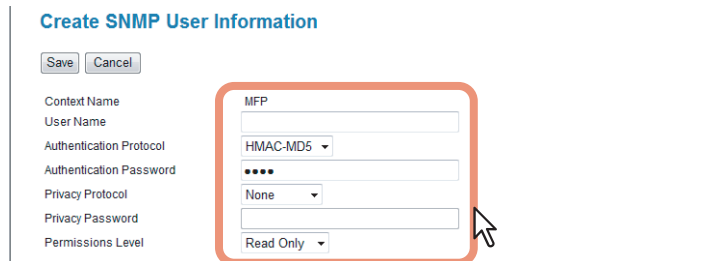 Create SNMP User Information
Save Cancel
Context Name MFP
User Name
Authentication Protocol HMAC-MD5
Authentication Password ••••
Privacy Protocol None
Privacy Password
Permissions Level Read Only